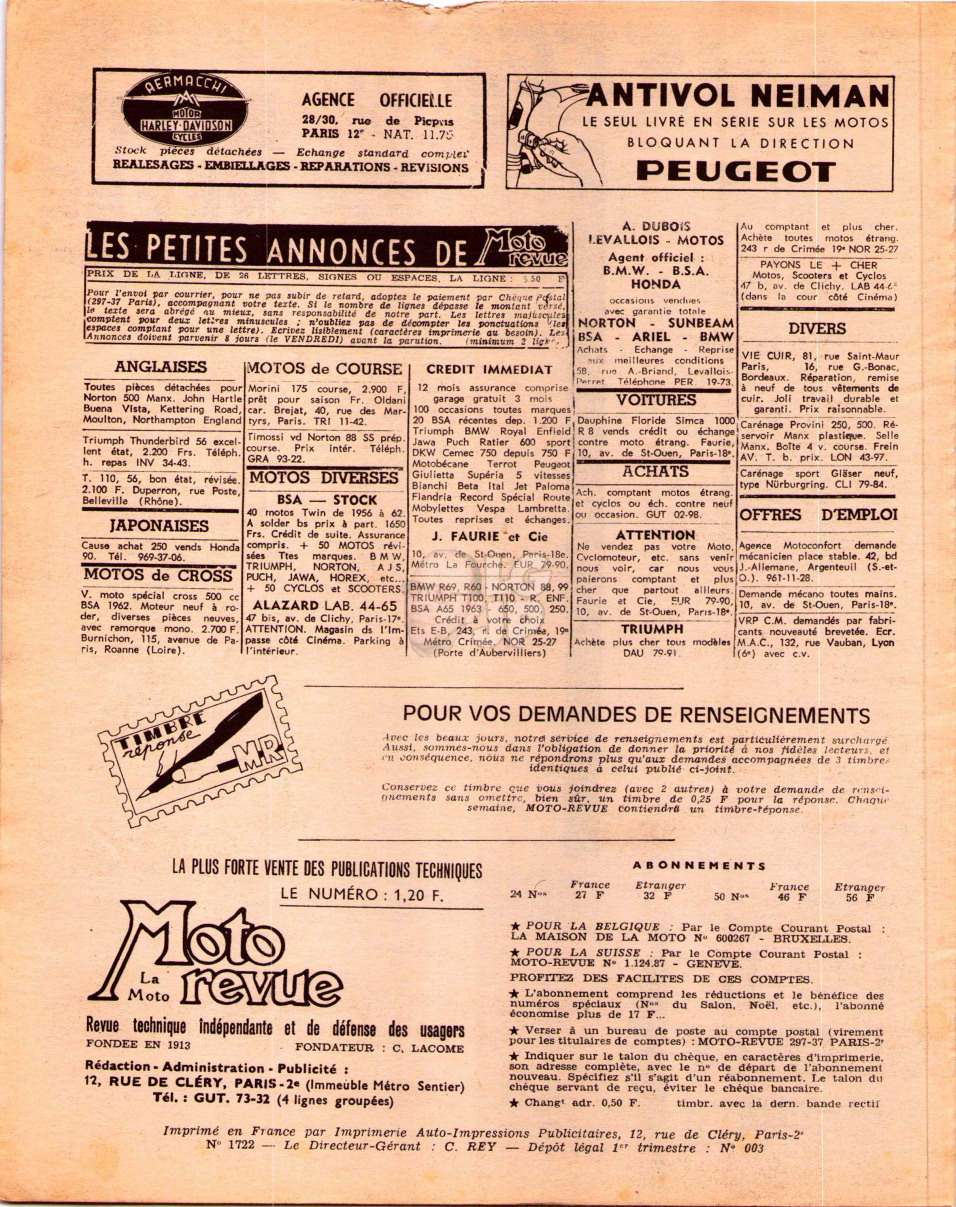 AERMACCHI
MOTOR
HARLEY-DAVIDSON
CYCLES
AGENCE OFFICIELLE
28/30, rue de Picpus
PARIS 12e - NAT. 11.75
Stock pièces détachées — Echange standard complet
REALESAGES - EMBIELLAGES - REPARATIONS - REVISIONS
ANTIVOL NEIMAN
LE SEUL LIVRÉ EN SÉRIE SUR LES MOTOS
BLOQUANT LA DIRECTION
PEUGEOT
LES PETITES ANNONCES DE Moto revue
PRIX DE LA LIGNE, DE 26 LETTRES, SIGNES OU ESPACES, LA LIGNE : 5,50 F
Pour l'envoi par courrier, pour ne pas subir de retard, adoptez le paiement par Chèque Postal
(297-37 Paris), accompagnant votre texte. Si le nombre de lignes dépasse le montant versé,
le texte sera abrégé au mieux, sans responsabilité de notre part. Les lettres majuscules
comptent pour deux lettres minuscules ; n'oubliez pas de décompter les ponctuations (les
espaces comptant pour une lettre). Ecrivez lisiblement (caractères imprimerie au besoin). Les
Annonces doivent parvenir 8 jours (le VENDREDI) avant la parution. (minimum 2 lignes.)
ANGLAISES
Toutes pièces détachées pour
Norton 500 Manx. John Hartle
Buena Vista, Kettering Road,
Moulton, Northampton England
Triumph Thunderbird 56 excel-
lent état, 2.200 Frs. Téléph.
h. repas INV 34-43.
T. 110, 56, bon état, révisée.
2.100 F. Duperron, rue Poste,
Belleville (Rhône).
JAPONAISES
Cause achat 250 vends Honda
90. Tél. 969-37-06.
MOTOS de CROSS
V. moto spécial cross 500 cc
BSA 1962. Moteur neuf à ro-
der, diverses pièces neuves,
avec remorque mono. 2.700 F.
Burnichon, 115, avenue de Pa-
ris, Roanne (Loire).
MOTOS de COURSE
Morini 175 course, 2.900 F,
prêt pour saison Fr. Oldani
car. Brejat, 40, rue des Mar-
tyrs, Paris. TRI 11-42.
Timossi vd Norton 88 SS prép.
course. Prix intér. Téléph.
GRA 93-22.
MOTOS DIVERSES
BSA — STOCK
40 motos Twin de 1956 à 62.
A solder bs prix à part. 1650
Frs. Crédit de suite. Assurance
compris. + 50 MOTOS révi-
sées Ttes marques. BMW,
TRIUMPH, NORTON, AJS,
PUCH, JAWA, HOREX, etc...
+ 50 CYCLOS et SCOOTERS.
ALAZARD LAB. 44-65
47 bis, av. de Clichy, Paris-17e.
ATTENTION. Magasin ds l'Im-
passe côté Cinéma. Parking à
l'intérieur.
CREDIT IMMEDIAT
12 mois assurance comprise
garage gratuit 3 mois
100 occasions toutes marques
20 BSA récentes dep. 1.200 F
Triumph BMW Royal Enfield
Jawa Puch Ratier 600 sport
DKW Cemec 750 depuis 750 F
Motobécane Terrot Peugeot
Giulietta Supéria 5 vitesses
Bianchi Beta Ital Jet Paloma
Flandria Record Spécial Route
Mobylettes Vespa Lambretta.
Toutes reprises et échanges.
J. FAURIE et Cie
10, av. de St-Ouen, Paris-18e.
Métro La Fourche. EUR 79-90.
BMW R69, R60 - NORTON 88, 99
TRIUMPH T100, T110 - R. ENF.
BSA A65 1963 - 650, 500 250.
Crédit à votre choix
Ets E-B, 243, r. de Crimée, 19e
Métro Crimée, NOR 25-27
(Porte d'Aubervilliers)
A. DUBOIS
LEVALLOIS - MOTOS
Agent officiel :
B.M.W. - B.S.A.
HONDA
occasions vendues
avec garantie totale
NORTON - SUNBEAM
BSA - ARIEL - BMW
Achats - Echange - Reprise
aux meilleures conditions
58, rue A.-Briand, Levallois-
Perret Téléphone PER. 19-73.
VOITURES
Dauphine Floride Simca 1000
R 8 vends crédit ou échange
contre moto étrang. Faurie,
10, av. de St-Ouen, Paris-18e.
ACHATS
Ach. comptant motos étrang.
et cyclos ou éch. contre neuf
ou occasion. GUT 02-98.
ATTENTION
Ne vendez pas votre Moto,
Cyclomoteur, etc. sans venir
nous voir, car nous vous
paierons comptant et plus
cher que partout ailleurs.
Faurie et Cie, EUR 79-90,
10, av. de St-Ouen, Paris-18e.
TRIUMPH
Achète plus cher tous modèles
DAU 79-91.
Au comptant et plus cher.
Achète toutes motos étrang.
243 r de Crimée 19e NOR 25-27
PAYONS LE + CHER
Motos, Scooters et Cyclos
47 b, av. de Clichy. LAB 44-65
(dans la cour côté Cinéma)
DIVERS
VIE CUIR, 81, rue Saint-Maur
Paris, 16, rue G.-Bonac,
Bordeaux. Réparation, remise
à neuf de tous vêtements de
cuir. Joli travail durable et
garanti. Prix raisonnable.
Carénage Provini 250, 500. Ré-
servoir Manx plastique. Selle
Manx. Boîte 4 v. course. Frein
AV. T. b. prix. LON 43-97.
Carénage sport Gläser neuf,
type Nürburgring. CLI 79-84.
OFFRES D'EMPLOI
Agence Motoconfort demande
mécanicien place stable. 42, bd
J.-Allemane, Argenteuil (S.-et-
O.). 961-11-28.
Demande mécano toutes mains.
10, av. de St-Ouen, Paris-18e.
VRP C.M. demandés par fabri-
cants nouveauté brevetée. Ecr.
M.A.C., 132, rue Vauban, Lyon
(6e) avec c.v.
TIMBRE
réponse
MR
POUR VOS DEMANDES DE RENSEIGNEMENTS
Avec les beaux jours, notre service de renseignements est particulièrement surchargé
Aussi, sommes-nous dans l'obligation de donner la priorité à nos fidèles lecteurs, et
en conséquence, nous ne répondrons plus qu'aux demandes accompagnées de 3 timbres
identiques à celui publié ci-joint.
Conservez ce timbre que vous joindrez (avec 2 autres) à votre demande de rensei-
gnements sans omettre, bien sûr, un timbre de 0,25 F pour la réponse. Chaque
semaine, MOTO-REVUE contiendra un timbre-réponse.
LA PLUS FORTE VENTE DES PUBLICATIONS TECHNIQUES
LE NUMÉRO : 1,20 F.
Moto
La Moto
revue
Revue technique indépendante et de défense des usagers
FONDEE EN 1913 FONDATEUR : C. LACOME
Rédaction - Administration - Publicité :
12, RUE DE CLÉRY, PARIS-2e (Immeuble Métro Sentier)
Tél. : GUT. 73-32 (4 lignes groupées)
ABONNEMENTS
France Etranger France Etranger
24 Nos 27 F 32 F 50 Nos 46 F 56 F
★ POUR LA BELGIQUE : Par le Compte Courant Postal :
LA MAISON DE LA MOTO No 600267 - BRUXELLES.
★ POUR LA SUISSE : Par le Compte Courant Postal :
MOTO-REVUE No 1.124.87 - GENEVE.
PROFITEZ DES FACILITES DE CES COMPTES.
★ L'abonnement comprend les réductions et le bénéfice des
numéros spéciaux (Nos du Salon, Noël, etc.), l'abonné
économise plus de 17 F...
★ Verser à un bureau de poste au compte postal (virement
pour les titulaires de comptes) : MOTO-REVUE 297-37 PARIS-2e
★ Indiquer sur le talon du chèque, en caractères d'imprimerie,
son adresse complète, avec le no de départ de l'abonnement
nouveau. Spécifiez s'il s'agit d'un réabonnement. Le talon du
chèque servant de reçu, éviter le chèque bancaire.
★ Changt adr. 0,50 F. timbr. avec la dern. bande rectif
Imprimé en France par Imprimerie Auto-Impressions Publicitaires, 12, rue de Cléry, Paris-2e
No 1722 — Le Directeur-Gérant : C. REY — Dépôt légal 1er trimestre : No 003